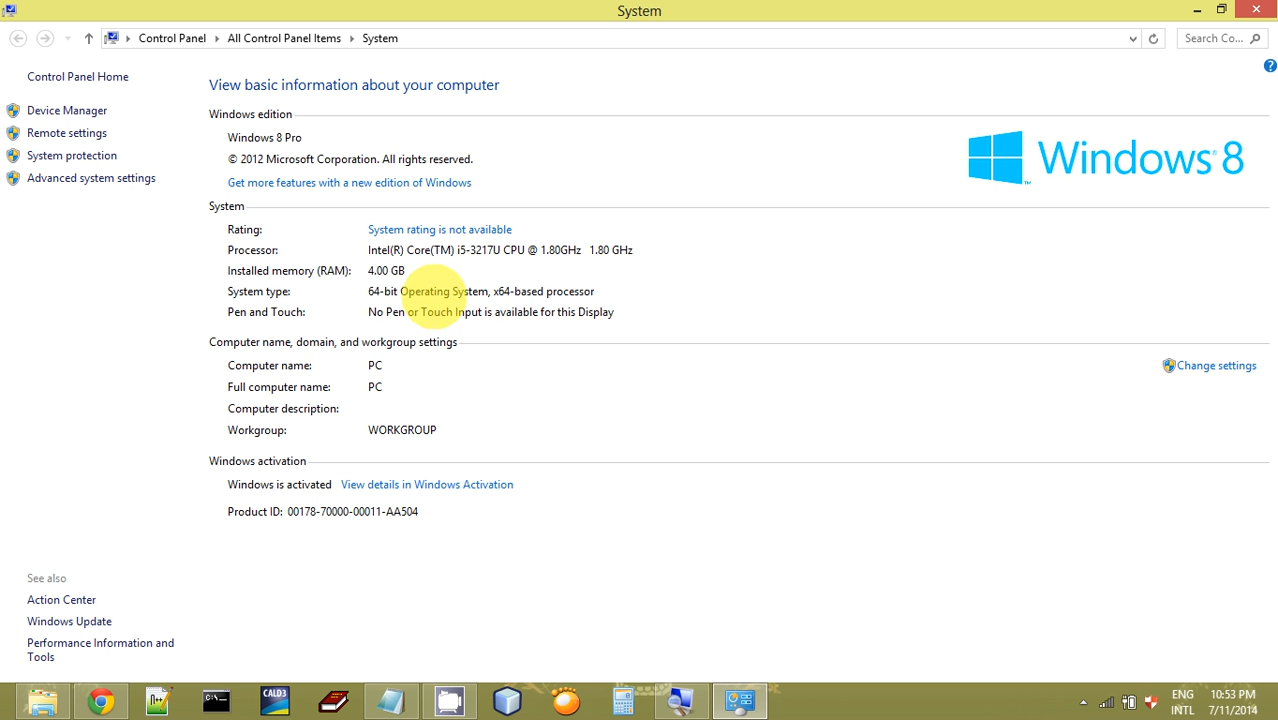 System
Control Panel
All Control Panel Items
System
Search Co...
Control Panel Home
Device Manager
Remote settings
System protection
Advanced system settings
View basic information about your computer
Windows edition
Windows 8 Pro
© 2012 Microsoft Corporation. All rights reserved.
Get more features with a new edition of Windows
Windows® 8
System
Rating: System rating is not available
Processor: Intel(R) Core(TM) i5-3217U CPU @ 1.80GHz 1.80 GHz
Installed memory (RAM): 4.00 GB
System type: 64-bit Operating System, x64-based processor
Pen and Touch: No Pen or Touch Input is available for this Display
Computer name, domain, and workgroup settings
Computer name: PC
Change settings
Full computer name: PC
Computer description:
Workgroup: WORKGROUP
Windows activation
Windows is activated View details in Windows Activation
Product ID: 00178-70000-00011-AA504
See also
Action Center
Windows Update
Performance Information and
Tools
CALD3
ENG
INTL
10:53 PM
7/11/2014